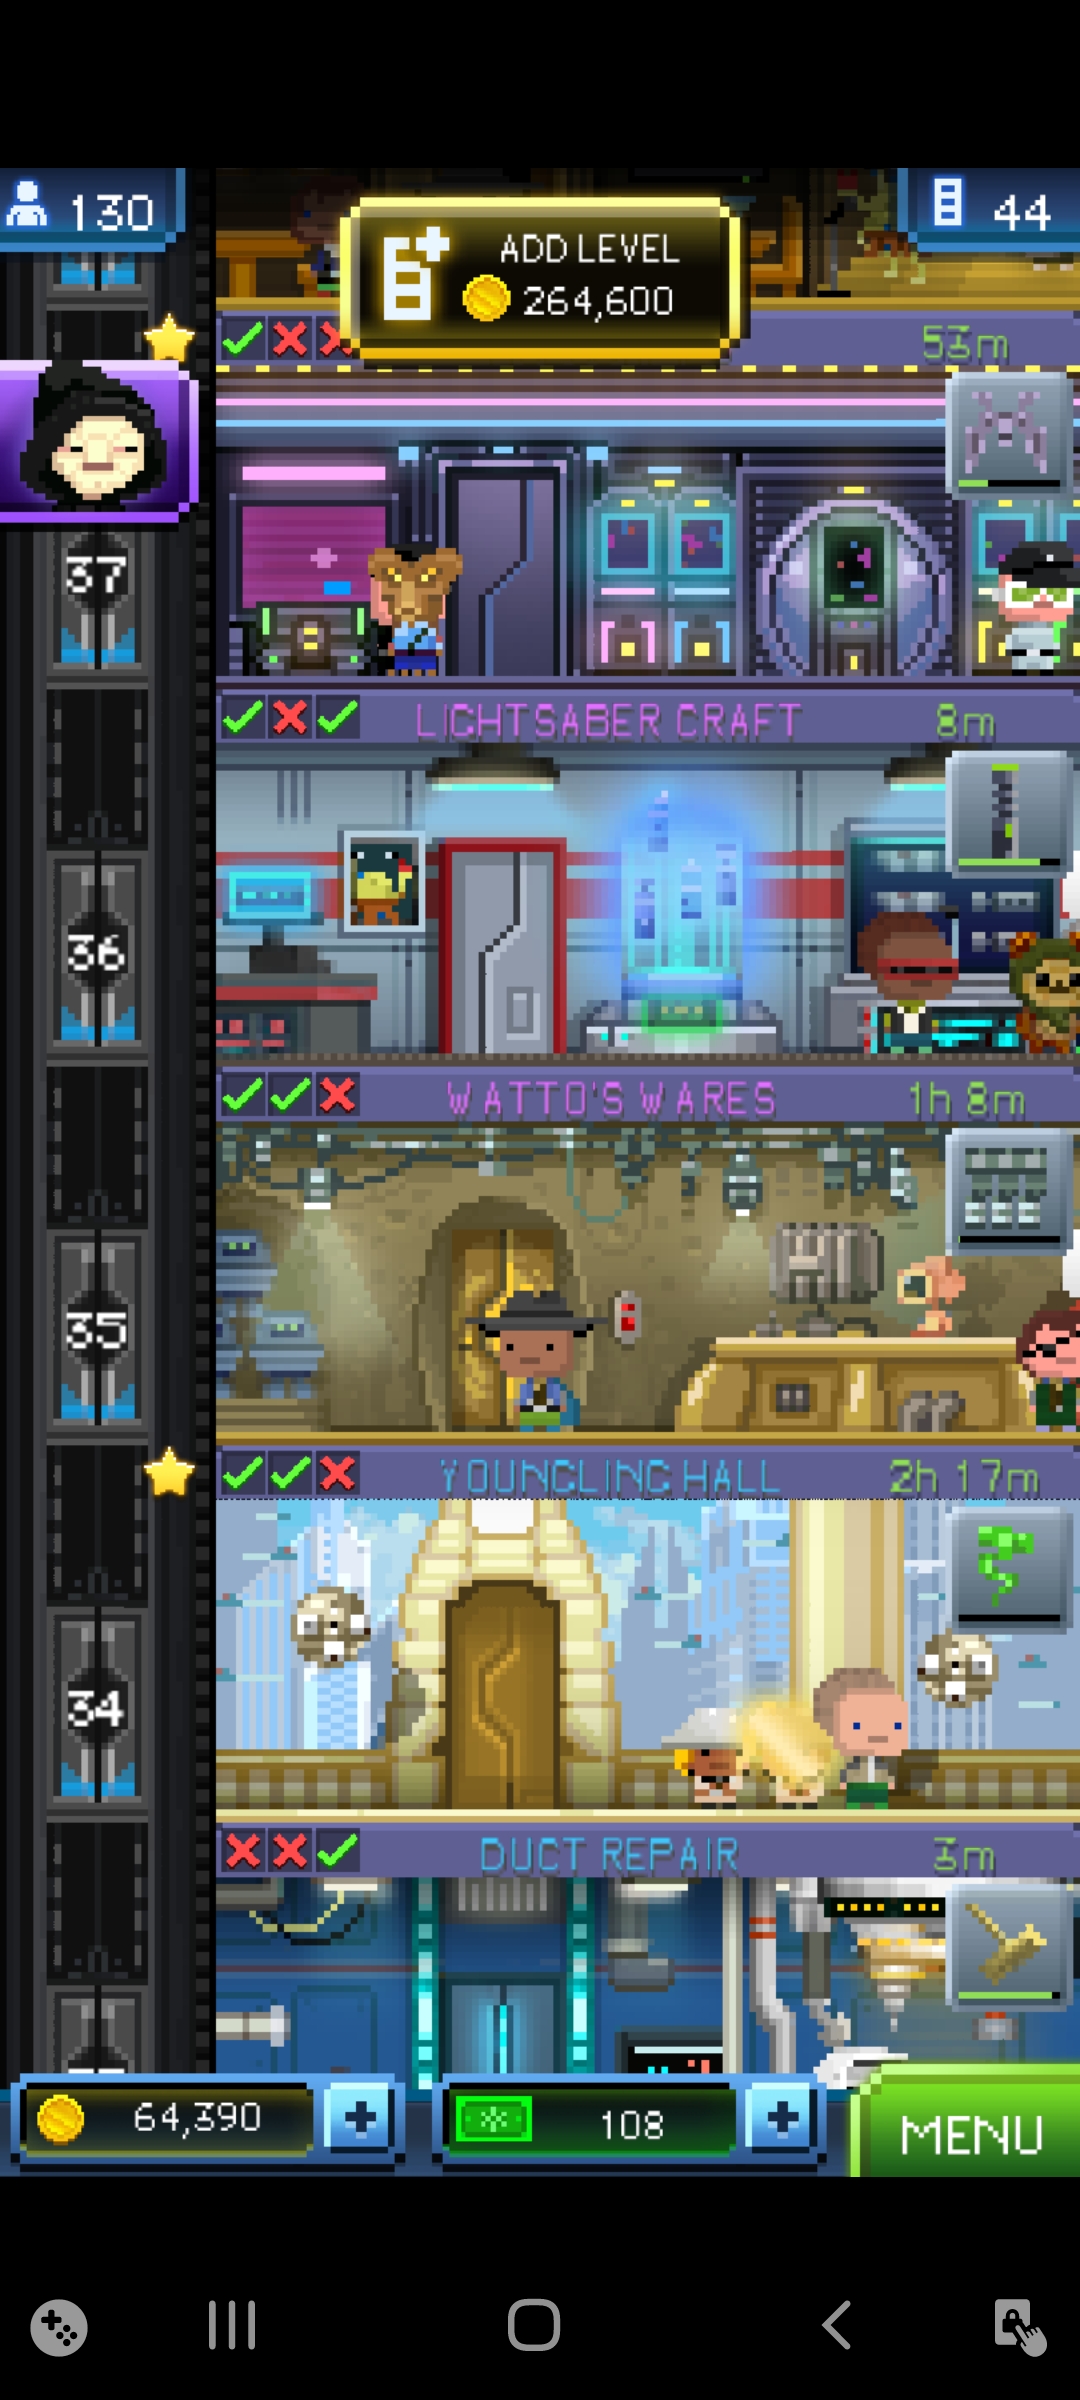 130
ADD LEVEL
264,600
44
53m
37
LIGHTSABER CRAFT 8m
36
WATTO'S WARES 1h 8m
35
YOUNGLING HALL 2h 17m
34
DUCT REPAIR 3m
64,390
108
MENU